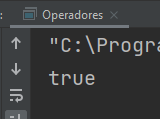 : Operadores ×
"C:\Progra
true